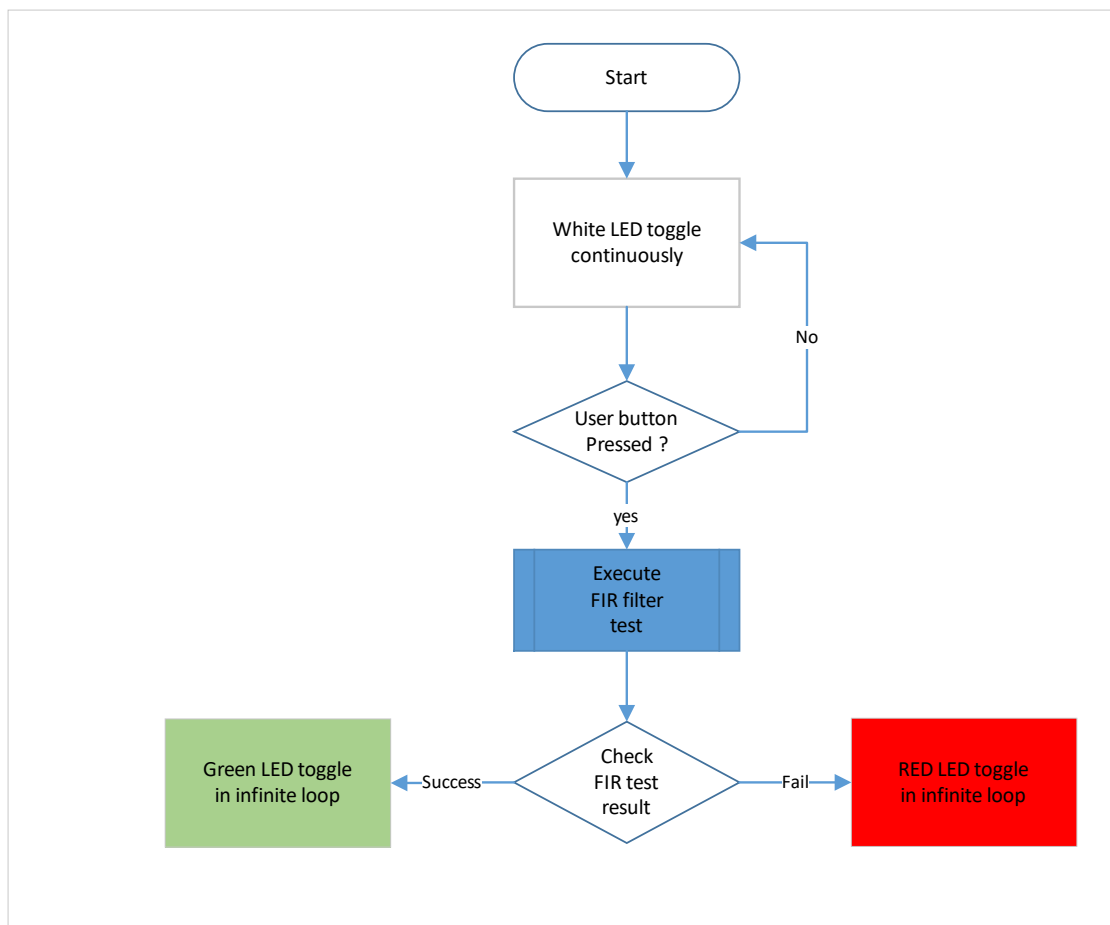 Start
White LED toggle
continuously
No
User button
Pressed ?
yes
Execute
FIR filter
test
Green LED toggle
in infinite loop
Success
Check
FIR test
result
Fail
RED LED toggle
in infinite loop